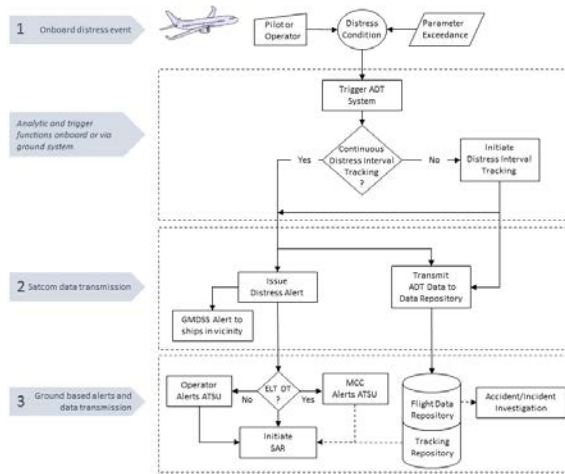 1 Onboard distress event
Pilot or
Operator
Distress
Condition
Parameter
Exceedance
Analytic and trigger
functions onboard or via
ground system
Trigger ADT
System
Continuous
Distress Interval
Tracking
?
Yes
No
Initiate
Distress Interval
Tracking
2 Satcom data transmission
Issue
Distress Alert
Transmit
ADT Data to
Data Repository
GMDSS Alert to
ships in vicinity
3 Ground based alerts and
data transmission
Operator
Alerts ATSU
No
ELT DT
?
Yes
MCC
Alerts ATSU
Initiate
SAR
Flight Data
Repository
Tracking
Repository
Accident/Incident
Investigation